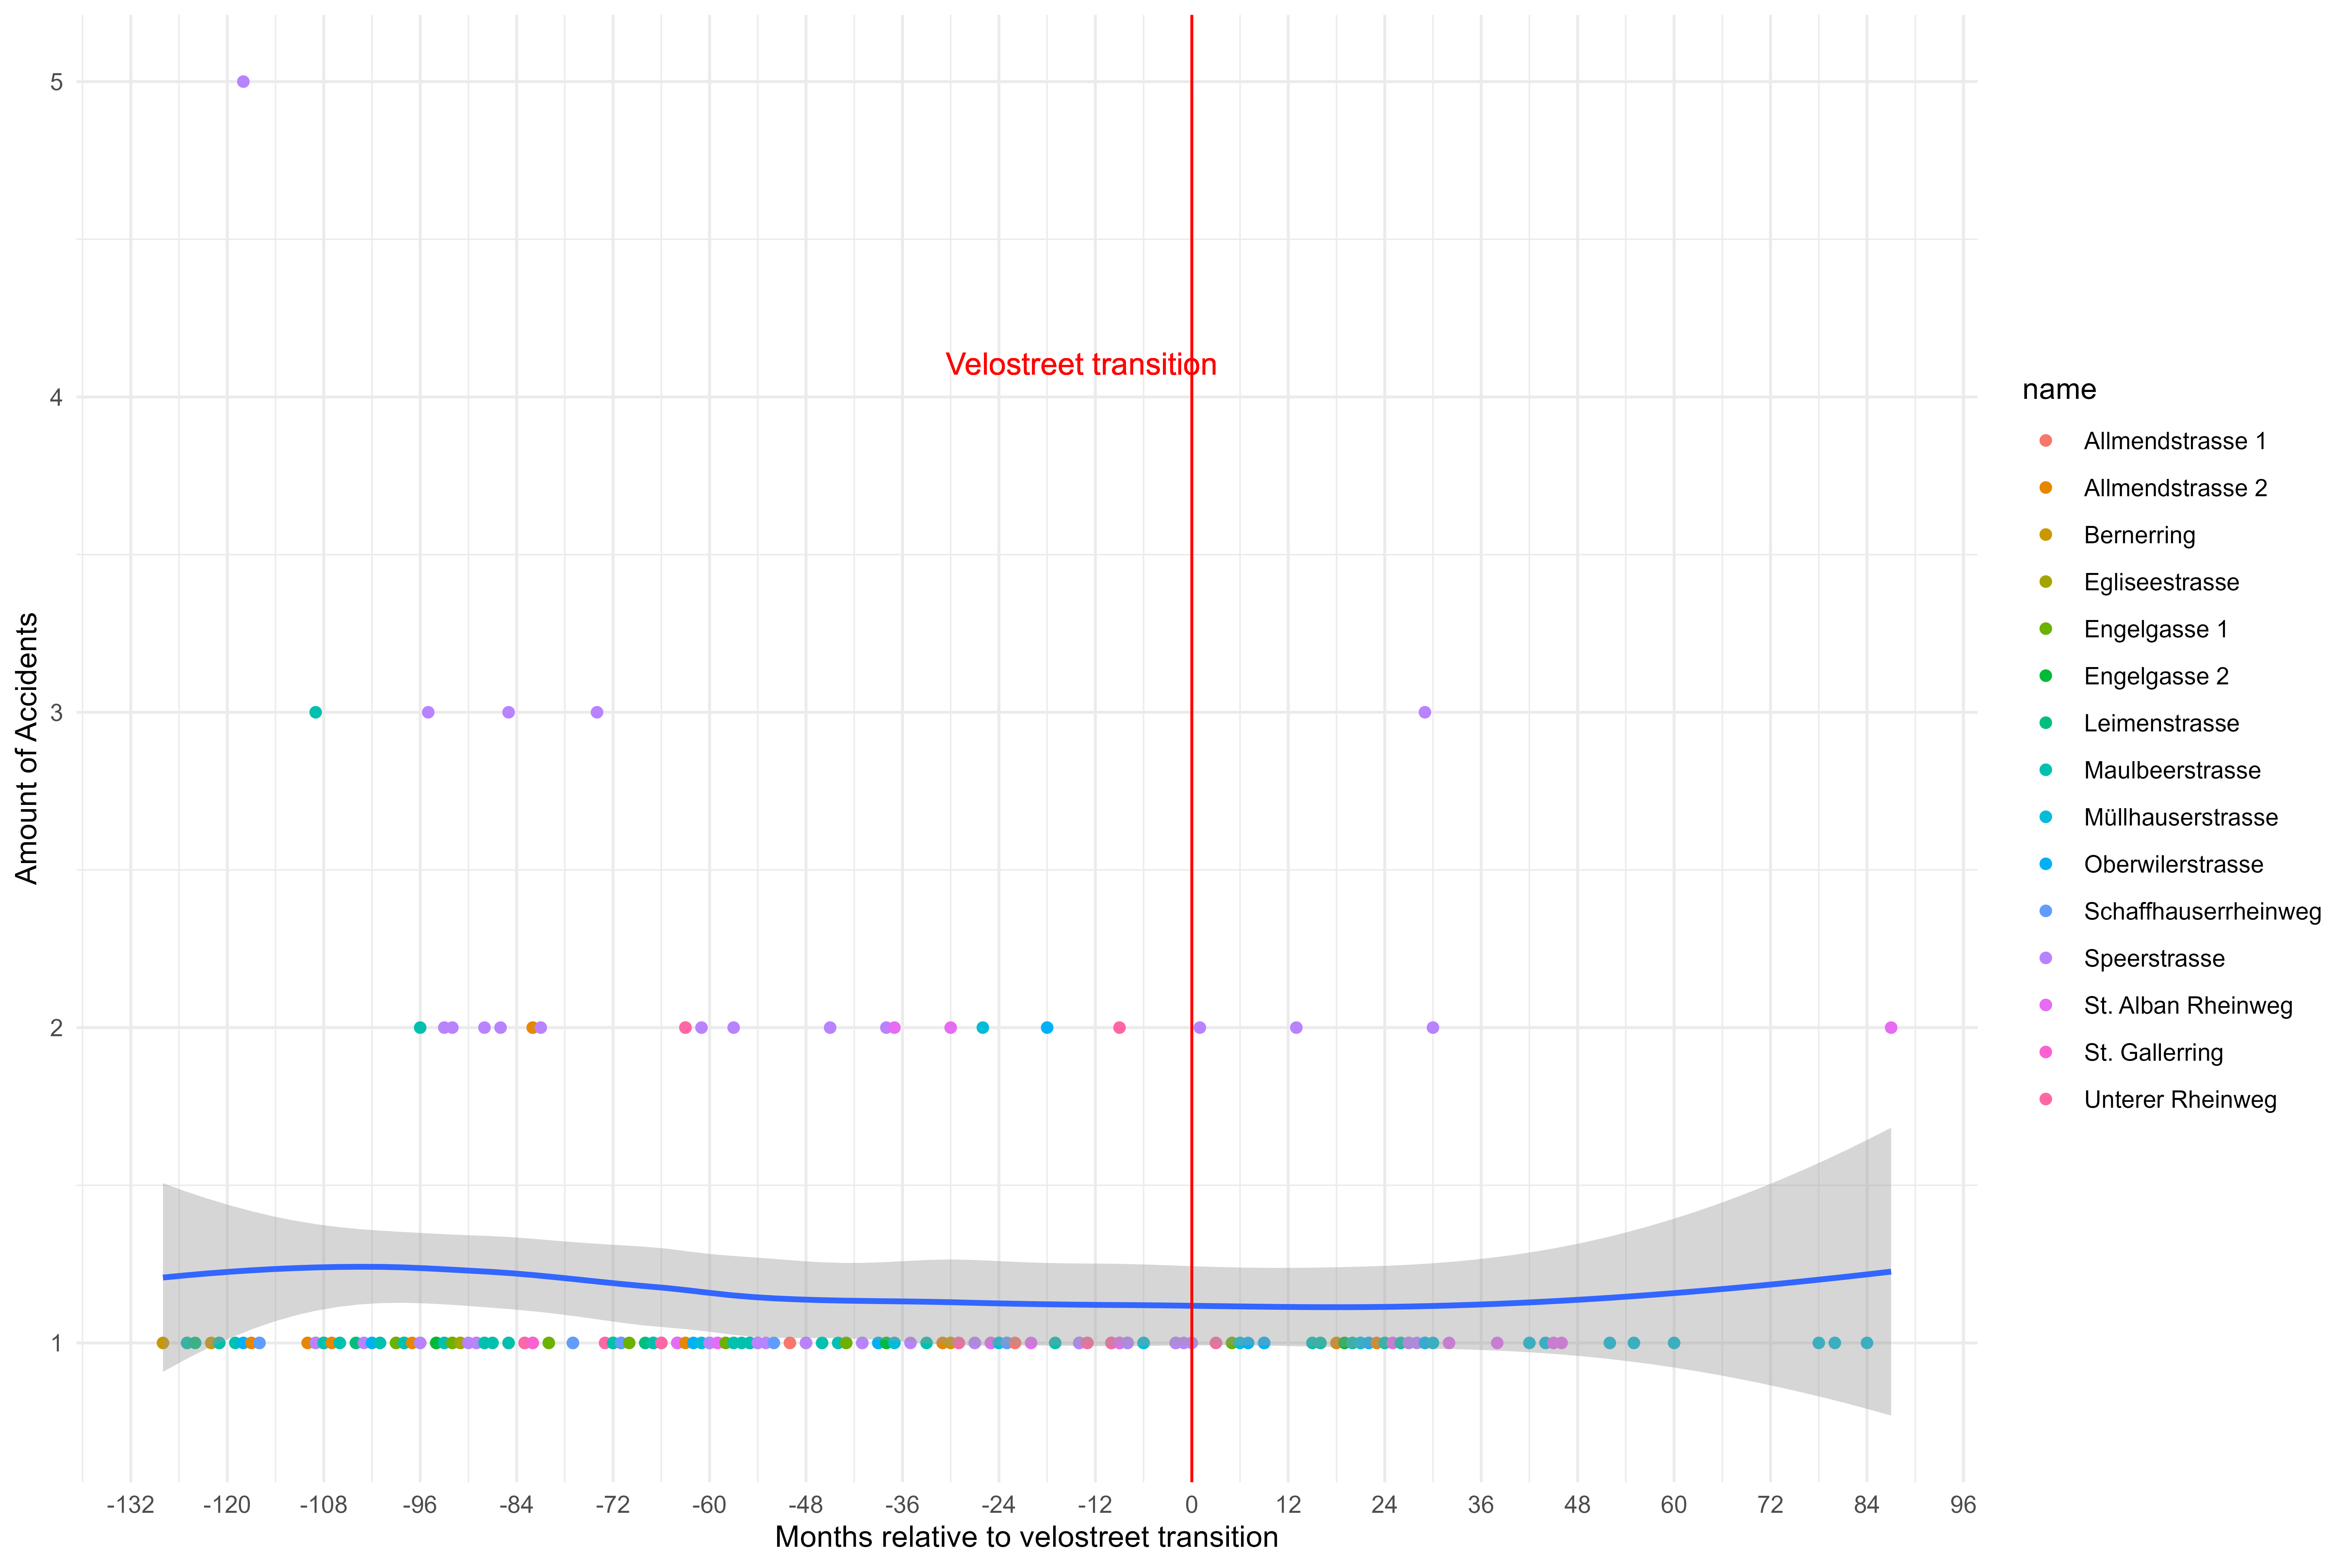 5
Velostreet transition
4
3
2
1
Amount of Accidents
-132 -120 -108 -96 -84 -72 -60 -48 -36 -24 -12 0 12 24 36 48 60 72 84 96
Months relative to velostreet transition
name
Allmendstrasse 1
Allmendstrasse 2
Bernerring
Egliseestrasse
Engelgasse 1
Engelgasse 2
Leimenstrasse
Maulbeerstrasse
Müllhauserstrasse
Oberwilerstrasse
Schaffhauserrheinweg
Speerstrasse
St. Alban Rheinweg
St. Gallerring
Unterer Rheinweg